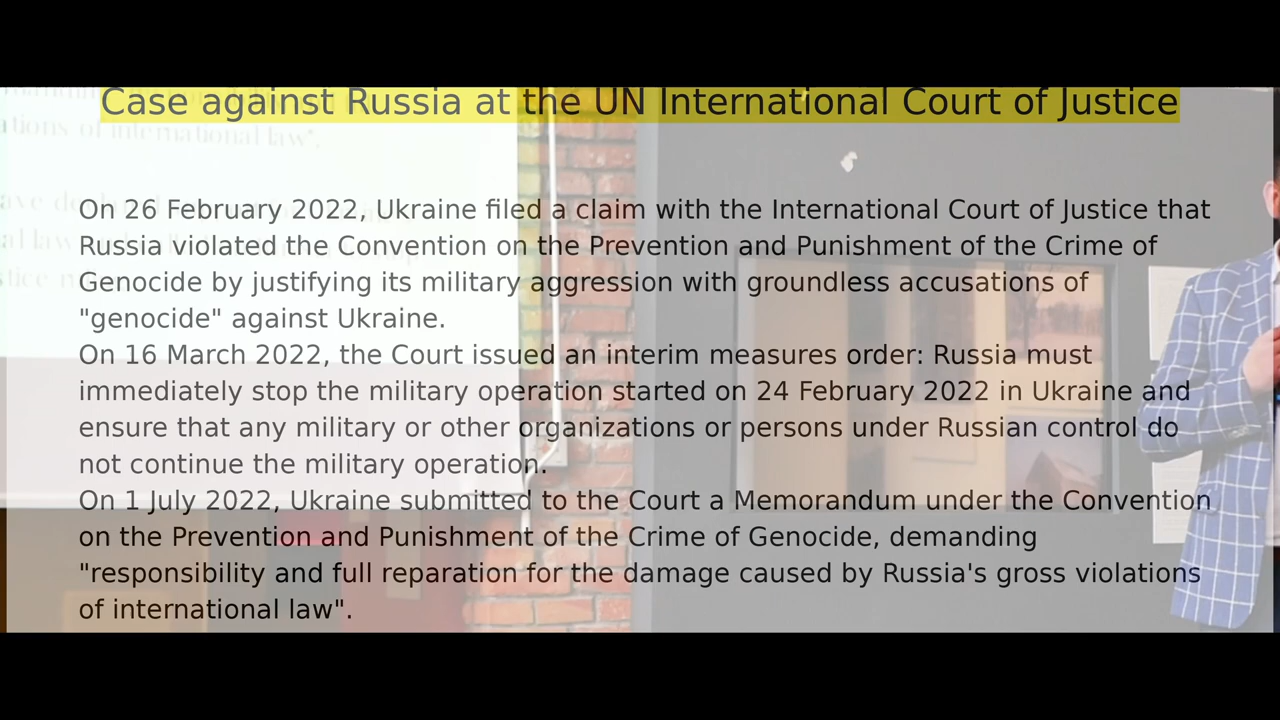 Case against Russia at the UN International Court of Justice
ations of international law".
On 26 February 2022, Ukraine filed a claim with the International Court of Justice that
Russia violated the Convention on the Prevention and Punishment of the Crime of
Genocide by justifying its military aggression with groundless accusations of
"genocide" against Ukraine.
On 16 March 2022, the Court issued an interim measures order: Russia must
immediately stop the military operation started on 24 February 2022 in Ukraine and
ensure that any military or other organizations or persons under Russian control do
not continue the military operation.
On 1 July 2022, Ukraine submitted to the Court a Memorandum under the Convention
on the Prevention and Punishment of the Crime of Genocide, demanding
"responsibility and full reparation for the damage caused by Russia's gross violations
of international law".